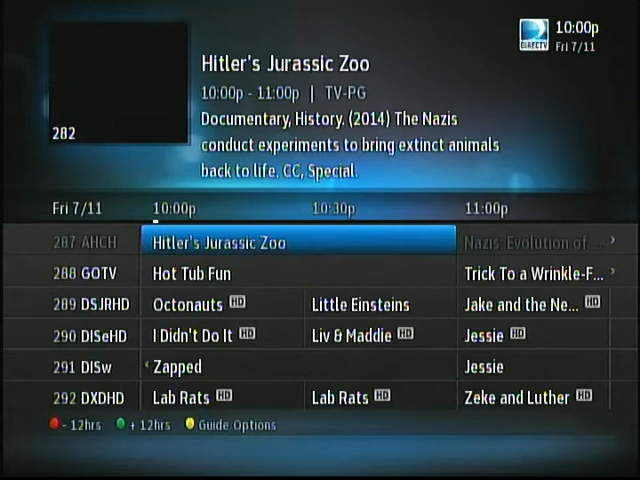 Hitler's Jurassic Zoo
DIRECTV
10:00p
Fri 7/11
10:00p - 11:00p | TV-PG
Documentary, History. (2014) The Nazis
conduct experiments to bring extinct animals
back to life. CC, Special.
282
Fri 7/11 10:00p 10:30p 11:00p
287 AHCH Hitler's Jurassic Zoo Nazis: Evolution of ... ›
288 GOTV Hot Tub Fun Trick To a Wrinkle-F... ›
289 DSJRHD Octonauts HD Little Einsteins Jake and the Ne... HD
290 DISeHD I Didn't Do It HD Liv & Maddie HD Jessie HD
291 DISw ‹ Zapped Jessie
292 DXDHD Lab Rats HD Lab Rats HD Zeke and Luther HD
- 12hrs + 12hrs Guide Options